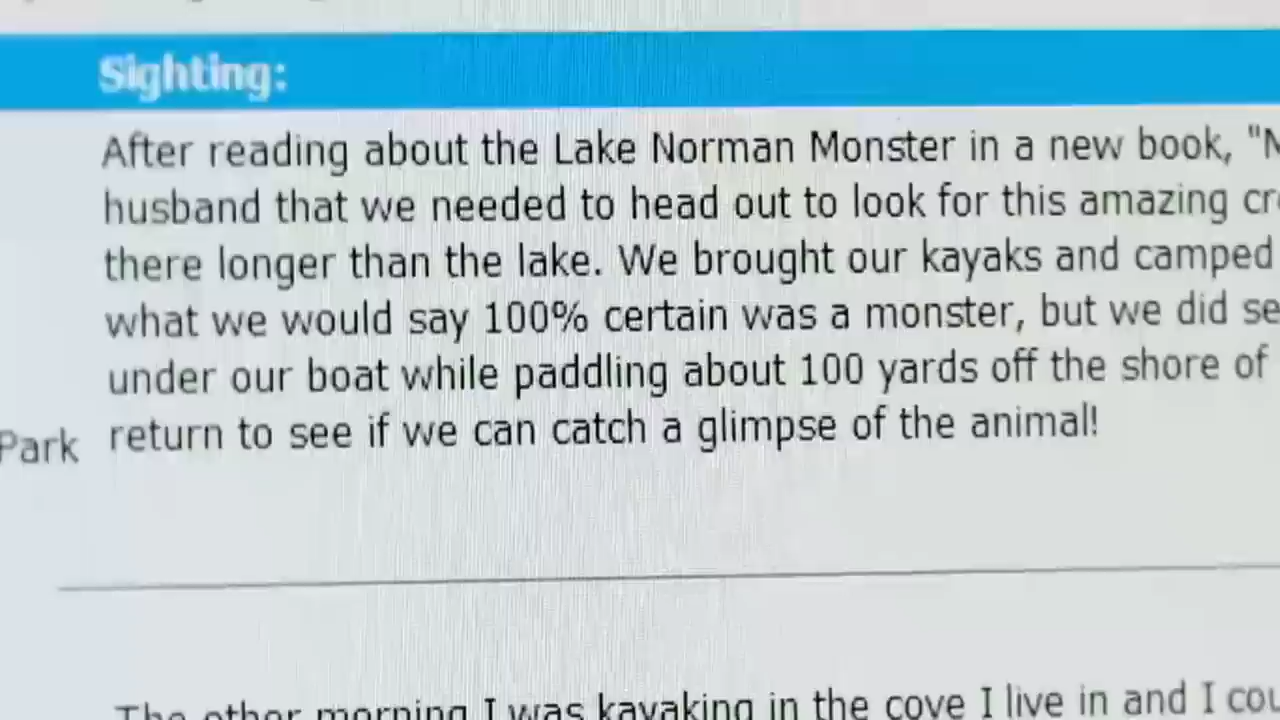 Sighting:
After reading about the Lake Norman Monster in a new book, "
husband that we needed to head out to look for this amazing
there longer than the lake. We brought our kayaks and camped
what we would say 100% certain was a monster, but we did
under our boat while paddling about 100 yards off the shore of
Park return to see if we can catch a glimpse of the animal!
The other morning I was kayaking in the cove I live in and I